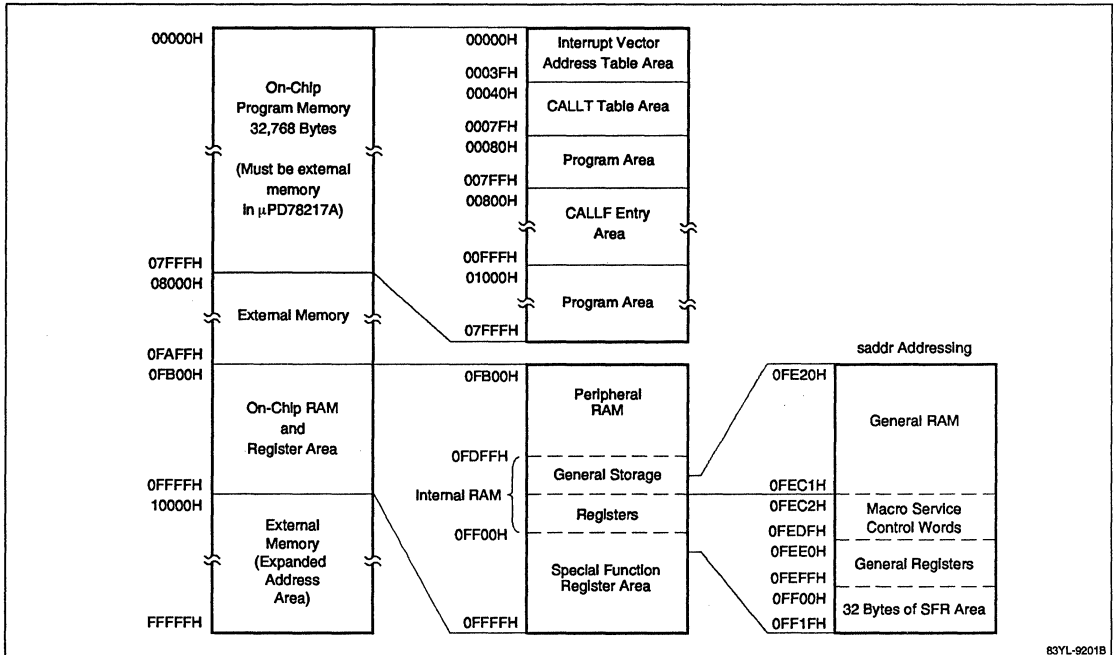 00000H
On-Chip
Program Memory
32,768 Bytes
(Must be external
memory
in µPD78217A)
07FFFH
08000H
External Memory
0FAFFH
0FB00H
On-Chip RAM
and
Register Area
0FFFFH
10000H
External
Memory
(Expanded
Address
Area)
FFFFFH
00000H
Interrupt Vector
Address Table Area
0003FH
00040H
CALLT Table Area
0007FH
00080H
Program Area
007FFH
00800H
CALLF Entry
Area
00FFFH
01000H
Program Area
07FFFH
0FB00H
Peripheral
RAM
0FDFFH
General Storage
Internal RAM
Registers
0FF00H
Special Function
Register Area
0FFFFH
saddr Addressing
0FE20H
General RAM
0FEC1H
0FEC2H
Macro Service
Control Words
0FEDFH
0FEE0H
General Registers
0FEFFH
0FF00H
32 Bytes of SFR Area
0FF1FH
83YL-9201B